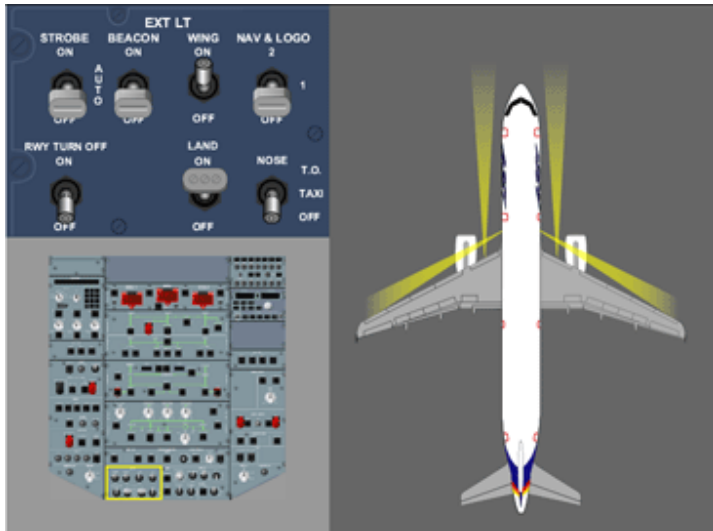 EXT LT
STROBE BEACON WING NAV & LOGO
ON ON ON 2
AUTO
1
OFF OFF OFF OFF
RWY TURN OFF LAND NOSE
ON ON T.O.
TAXI
OFF OFF OFF